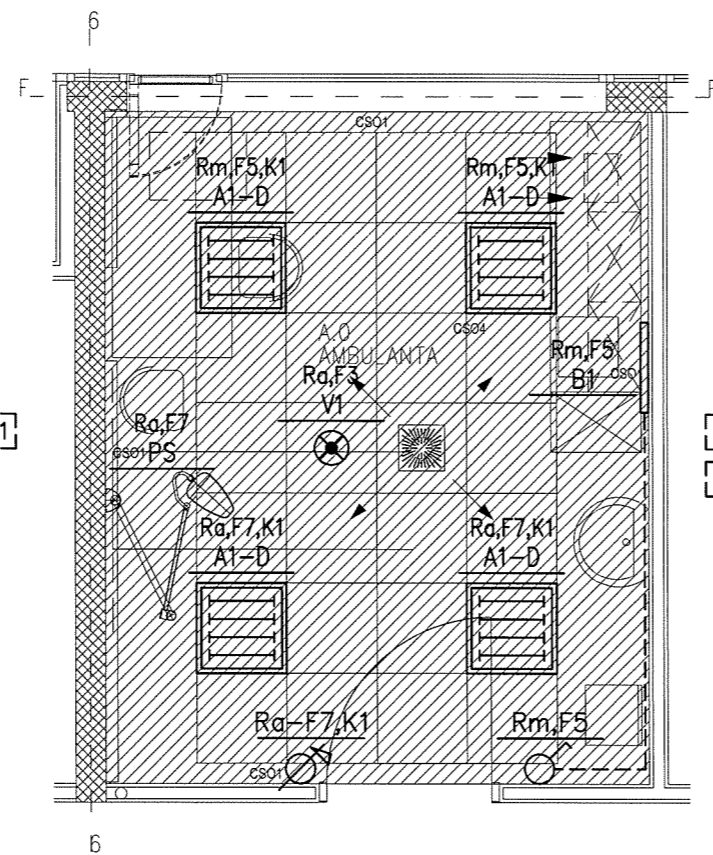 6
F
F
CSO1
Rm,F5,K1
A1-D
Rm,F5,K1
A1-D
A.0
AMBULANTA
CSO4
Ra,F3
V1
Rm,F5
B1
CSO
1
Ra,F7
PS
CSO1
Ra,F7,K1
A1-D
Ra,F7,K1
A1-D
Ra-F7,K1
Rm,F5
CSO1
6